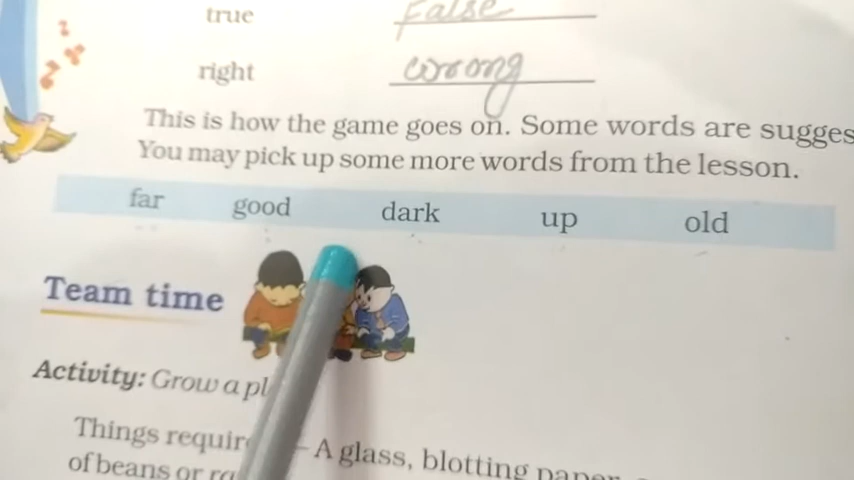 true False
right wrong
This is how the game goes on. Some words are sugges
You may pick up some more words from the lesson.
far good dark up old
Team time
Activity: Grow a pl
Things requir – A glass, blotting paper
of beans or ra